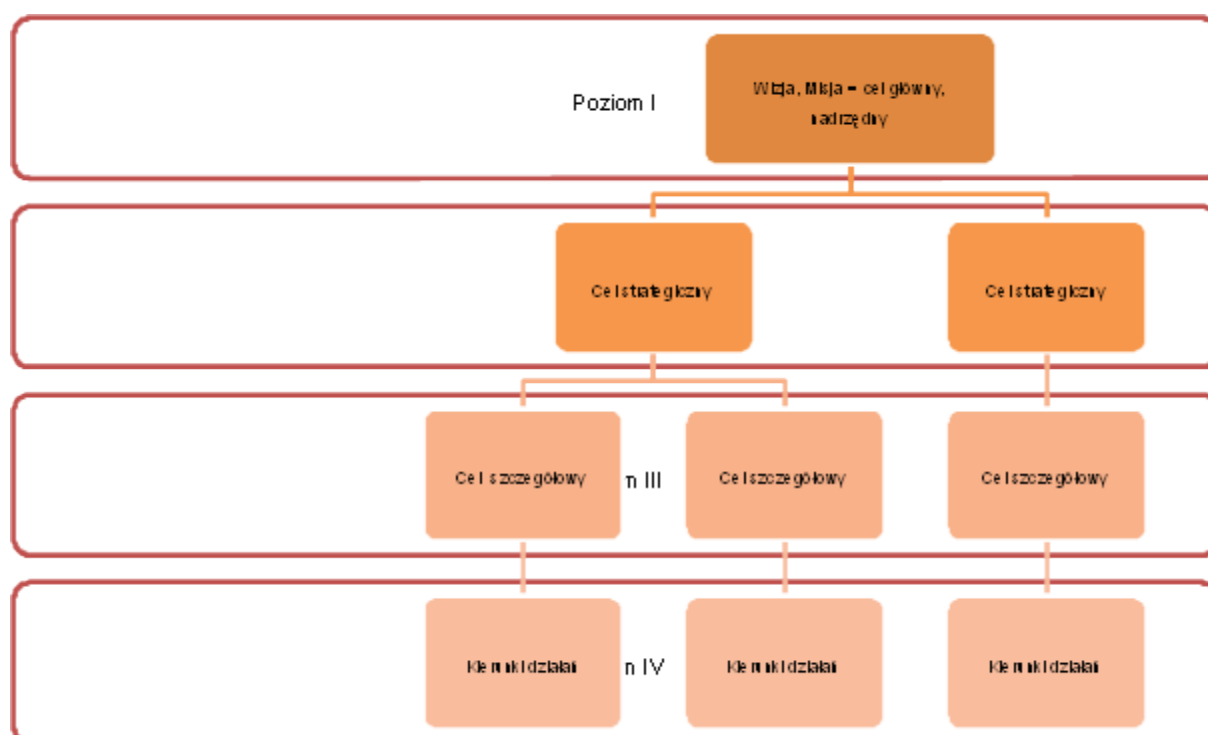 Wizja, Misja = cel główny,
Poziom I
nadrzędny
Cel strategiczny
Cel strategiczny
Cel szczegółowy
m III
Cel szczegółowy
Cel szczegółowy
Kierunki działań
m IV
Kierunki działań
Kierunki działań